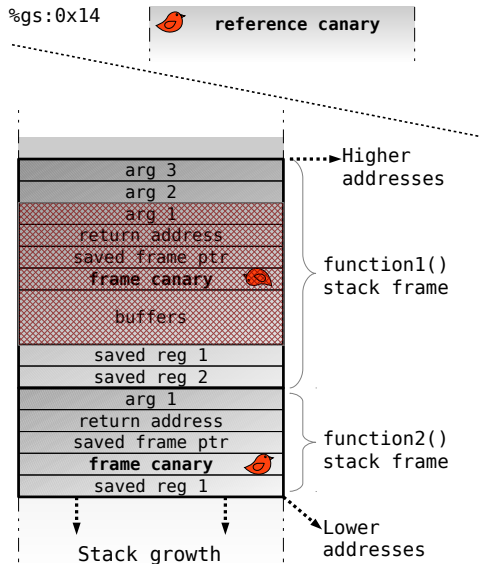 %gs:0x14
reference canary
Higher
addresses
arg 3
arg 2
arg 1
return address
saved frame ptr
frame canary
buffers
saved reg 1
saved reg 2
function1()
stack frame
arg 1
return address
saved frame ptr
frame canary
saved reg 1
function2()
stack frame
Lower
addresses
Stack growth